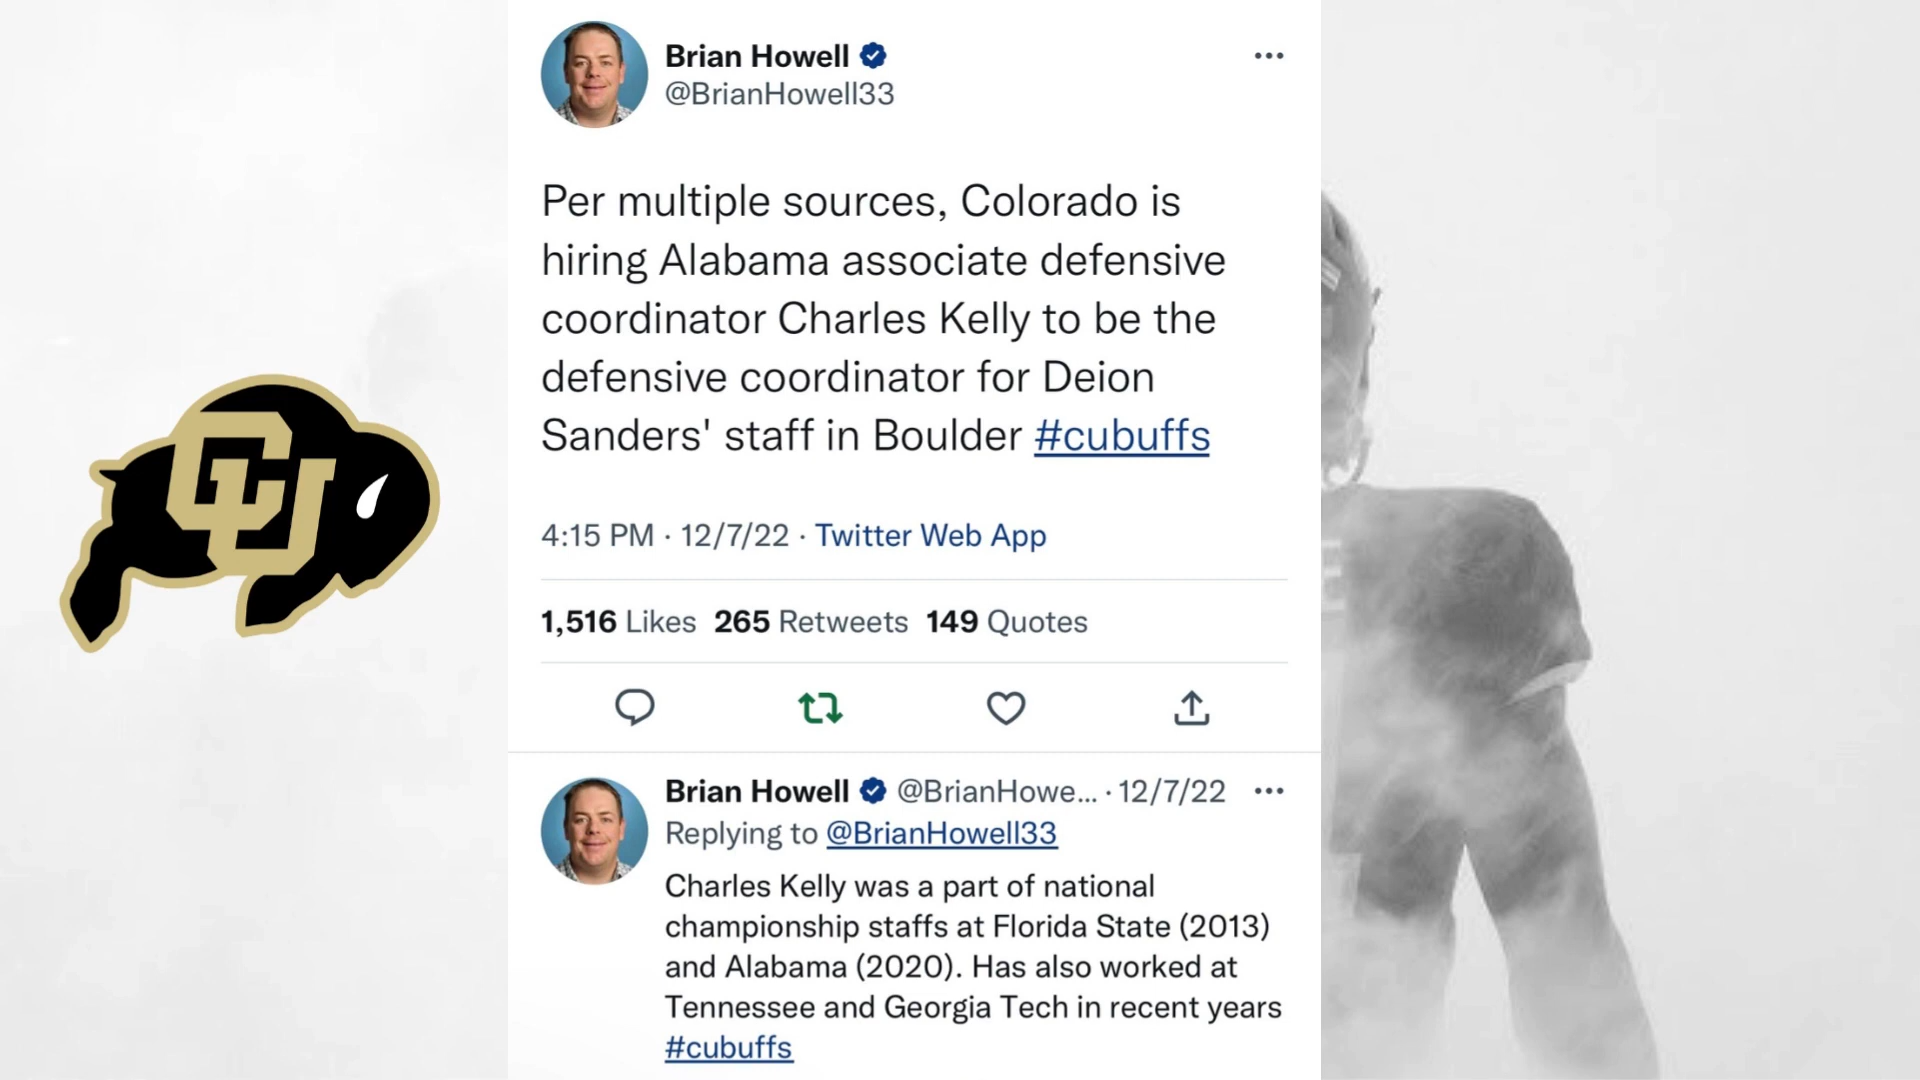 Brian Howell
@BrianHowell33
Per multiple sources, Colorado is
hiring Alabama associate defensive
coordinator Charles Kelly to be the
defensive coordinator for Deion
Sanders' staff in Boulder #cubuffs
4:15 PM · 12/7/22 · Twitter Web App
1,516 Likes 265 Retweets 149 Quotes
CU
Brian Howell @BrianHowe... · 12/7/22
Replying to @BrianHowell33
Charles Kelly was a part of national
championship staffs at Florida State (2013)
and Alabama (2020). Has also worked at
Tennessee and Georgia Tech in recent years
#cubuffs